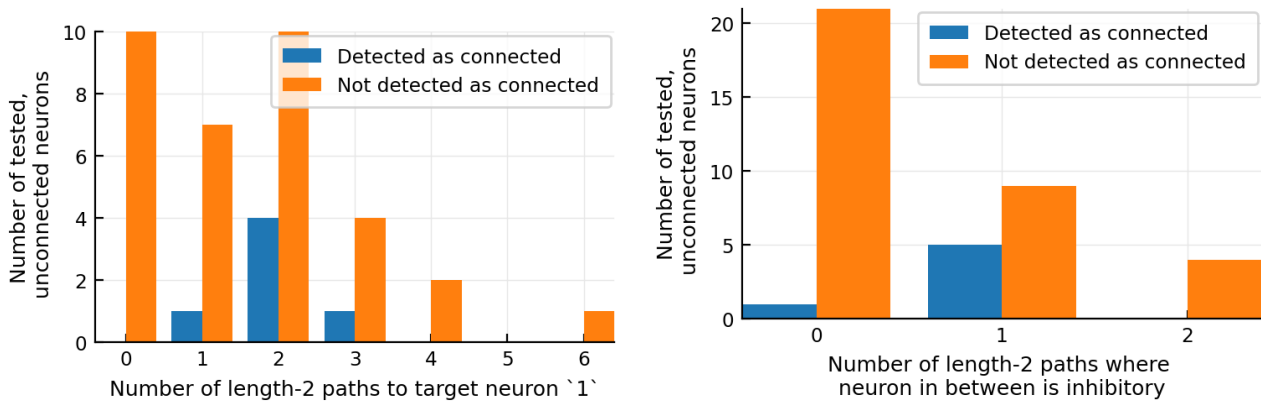 Number of tested,
unconnected neurons
10
8
6
4
2
0
Detected as connected
Not detected as connected
0 1 2 3 4 5 6
Number of length-2 paths to target neuron `1`
Number of tested,
unconnected neurons
20
15
10
5
0
Detected as connected
Not detected as connected
0 1 2
Number of length-2 paths where
neuron in between is inhibitory